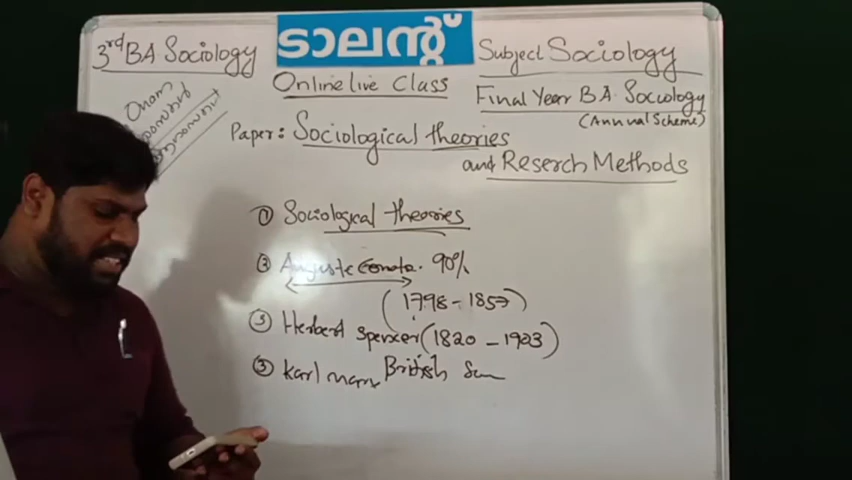 3rd BA Sociology
ടാലന്റ്
Subject Sociology
Online live Class
Final Year B A. Sociology
(Annual Scheme)
Paper: Sociological theories
and Reserch Methods
① Sociological theories
② Auguste Comte. 90%
(1798 - 1857)
③ Herbert Spencer (1820 - 1903)
③ Karl marx British